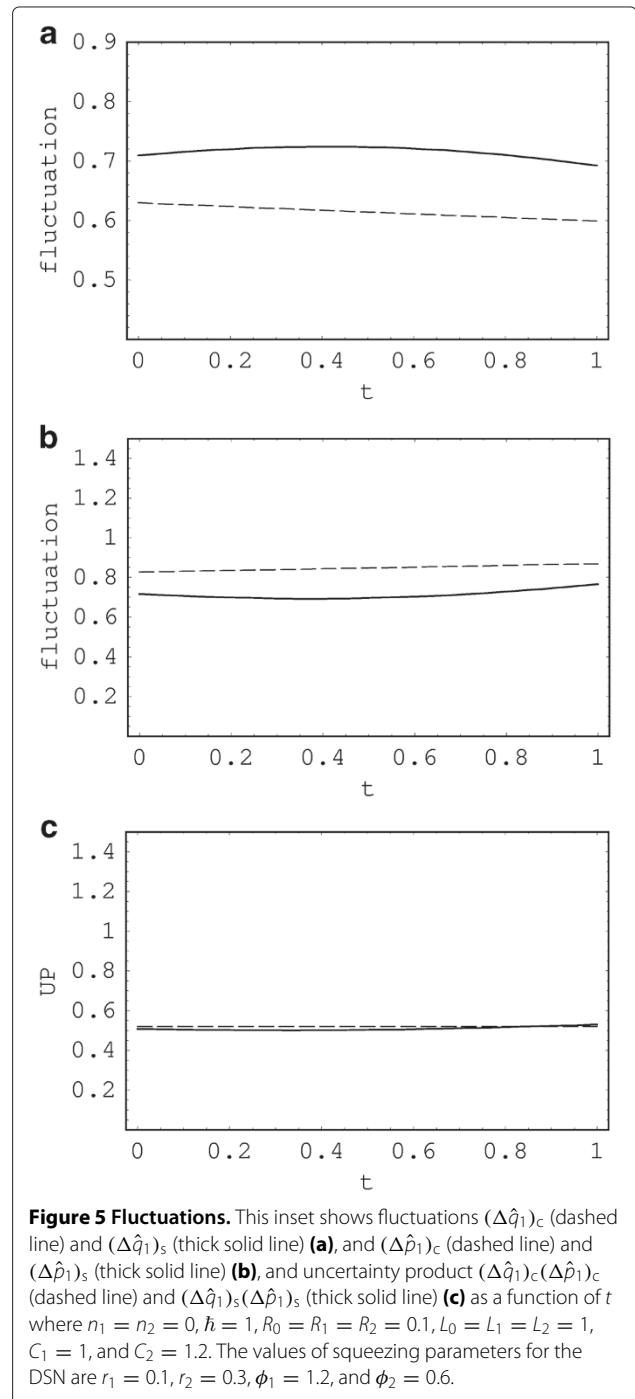 a
0.9
0.8
0.7
0.6
0.5
fluctuation
0 0.2 0.4 0.6 0.8 1
t
b
1.4
1.2
1
0.8
0.6
0.4
0.2
fluctuation
0 0.2 0.4 0.6 0.8 1
t
c
1.4
1.2
1
0.8
0.6
0.4
0.2
UP
0 0.2 0.4 0.6 0.8 1
t
Figure 5 Fluctuations. This inset shows fluctuations (Δq̂₁)c (dashed
line) and (Δq̂₁)s (thick solid line) (a), and (Δp̂₁)c (dashed line) and
(Δp̂₁)s (thick solid line) (b), and uncertainty product (Δq̂₁)c(Δp̂₁)c
(dashed line) and (Δq̂₁)s(Δp̂₁)s (thick solid line) (c) as a function of t
where n₁ = n₂ = 0, ℏ = 1, R₀ = R₁ = R₂ = 0.1, L₀ = L₁ = L₂ = 1,
C₁ = 1, and C₂ = 1.2. The values of squeezing parameters for the
DSN are r₁ = 0.1, r₂ = 0.3, ϕ₁ = 1.2, and ϕ₂ = 0.6.